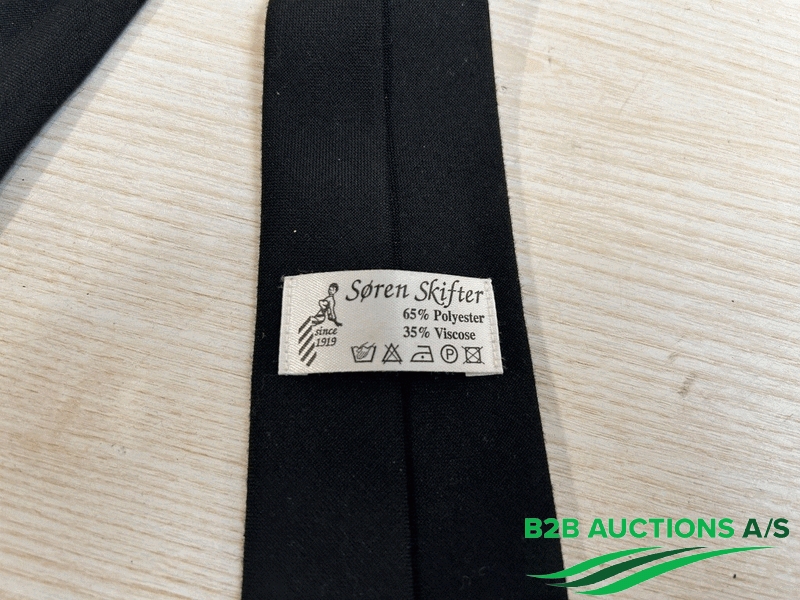 Søren Skifter
65% Polyester
35% Viscose
since
1919
P
B2B AUCTIONS A/S